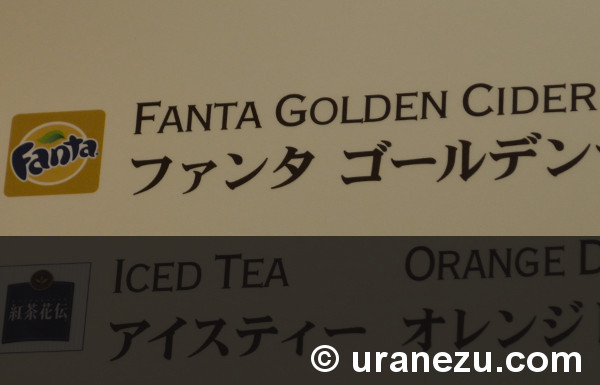 FANTA GOLDEN CIDER
Fanta
ファンタ ゴールデン
ICED TEA ORANGE D
紅茶花伝
アイスティー オレンジ
© uranezu.com